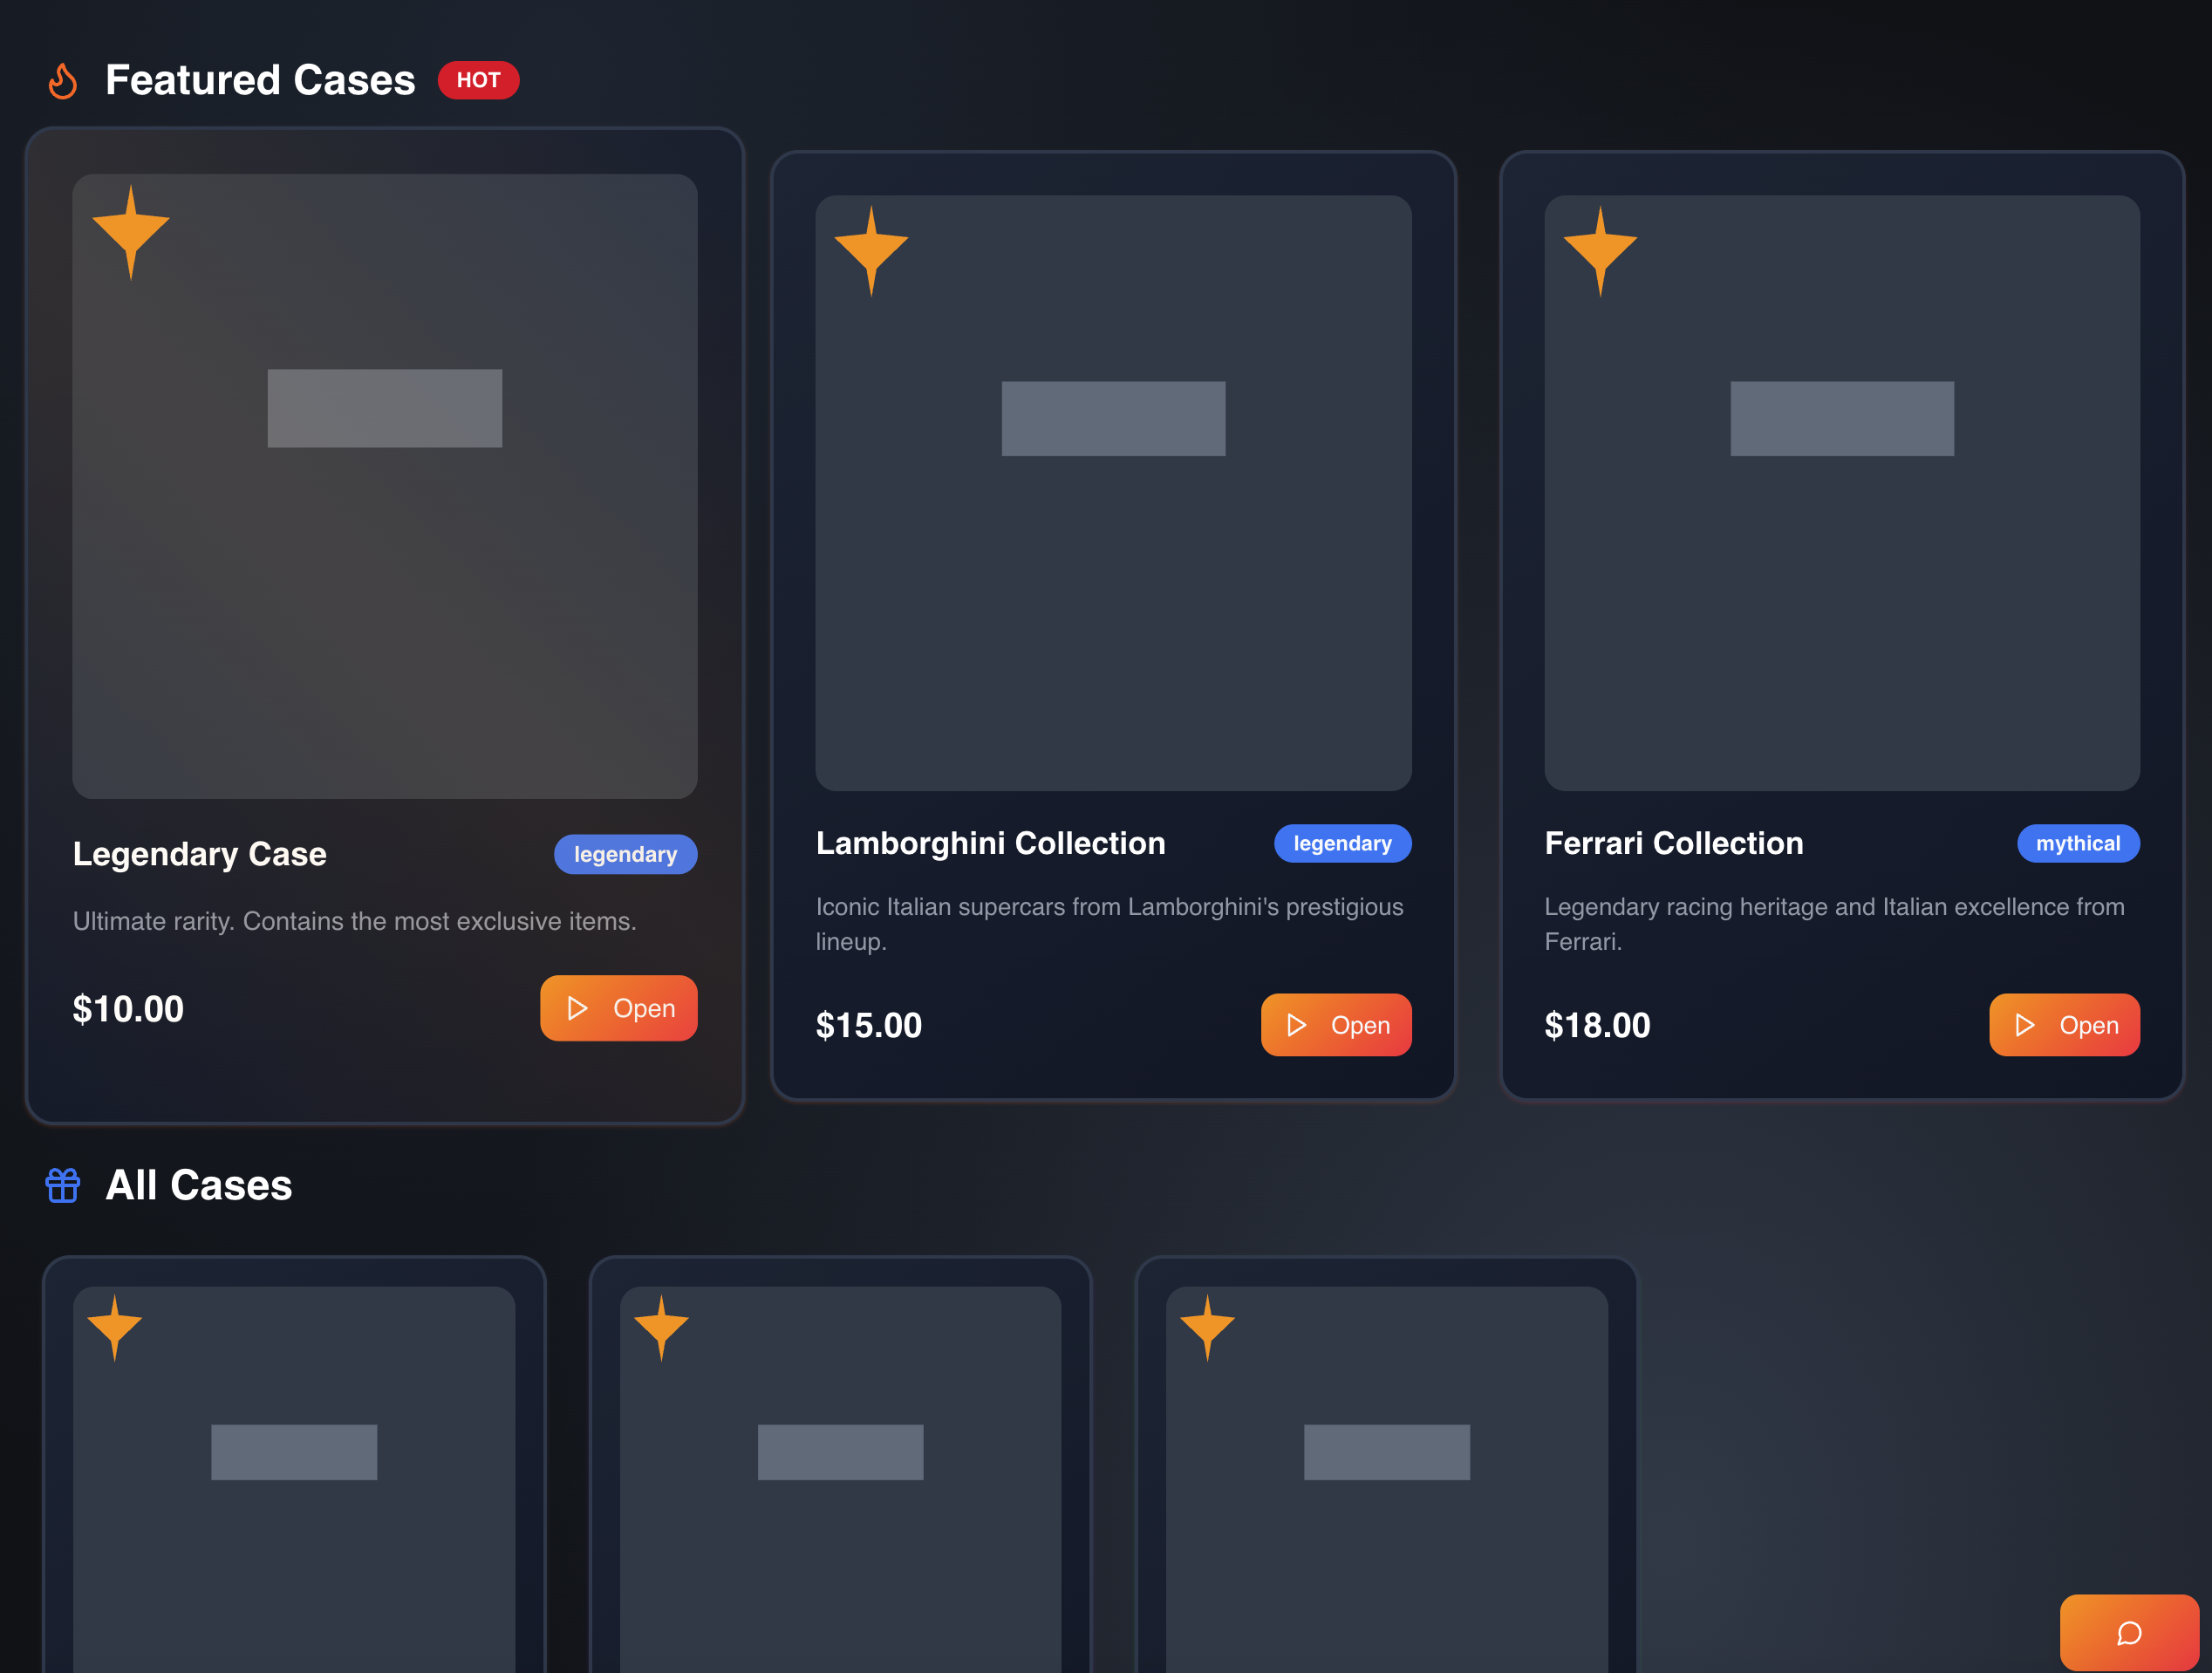 Featured Cases HOT
Legendary Case legendary
Ultimate rarity. Contains the most exclusive items.
$10.00 Open
Lamborghini Collection legendary
Iconic Italian supercars from Lamborghini's prestigious
lineup.
$15.00 Open
Ferrari Collection mythical
Legendary racing heritage and Italian excellence from
Ferrari.
$18.00 Open
All Cases